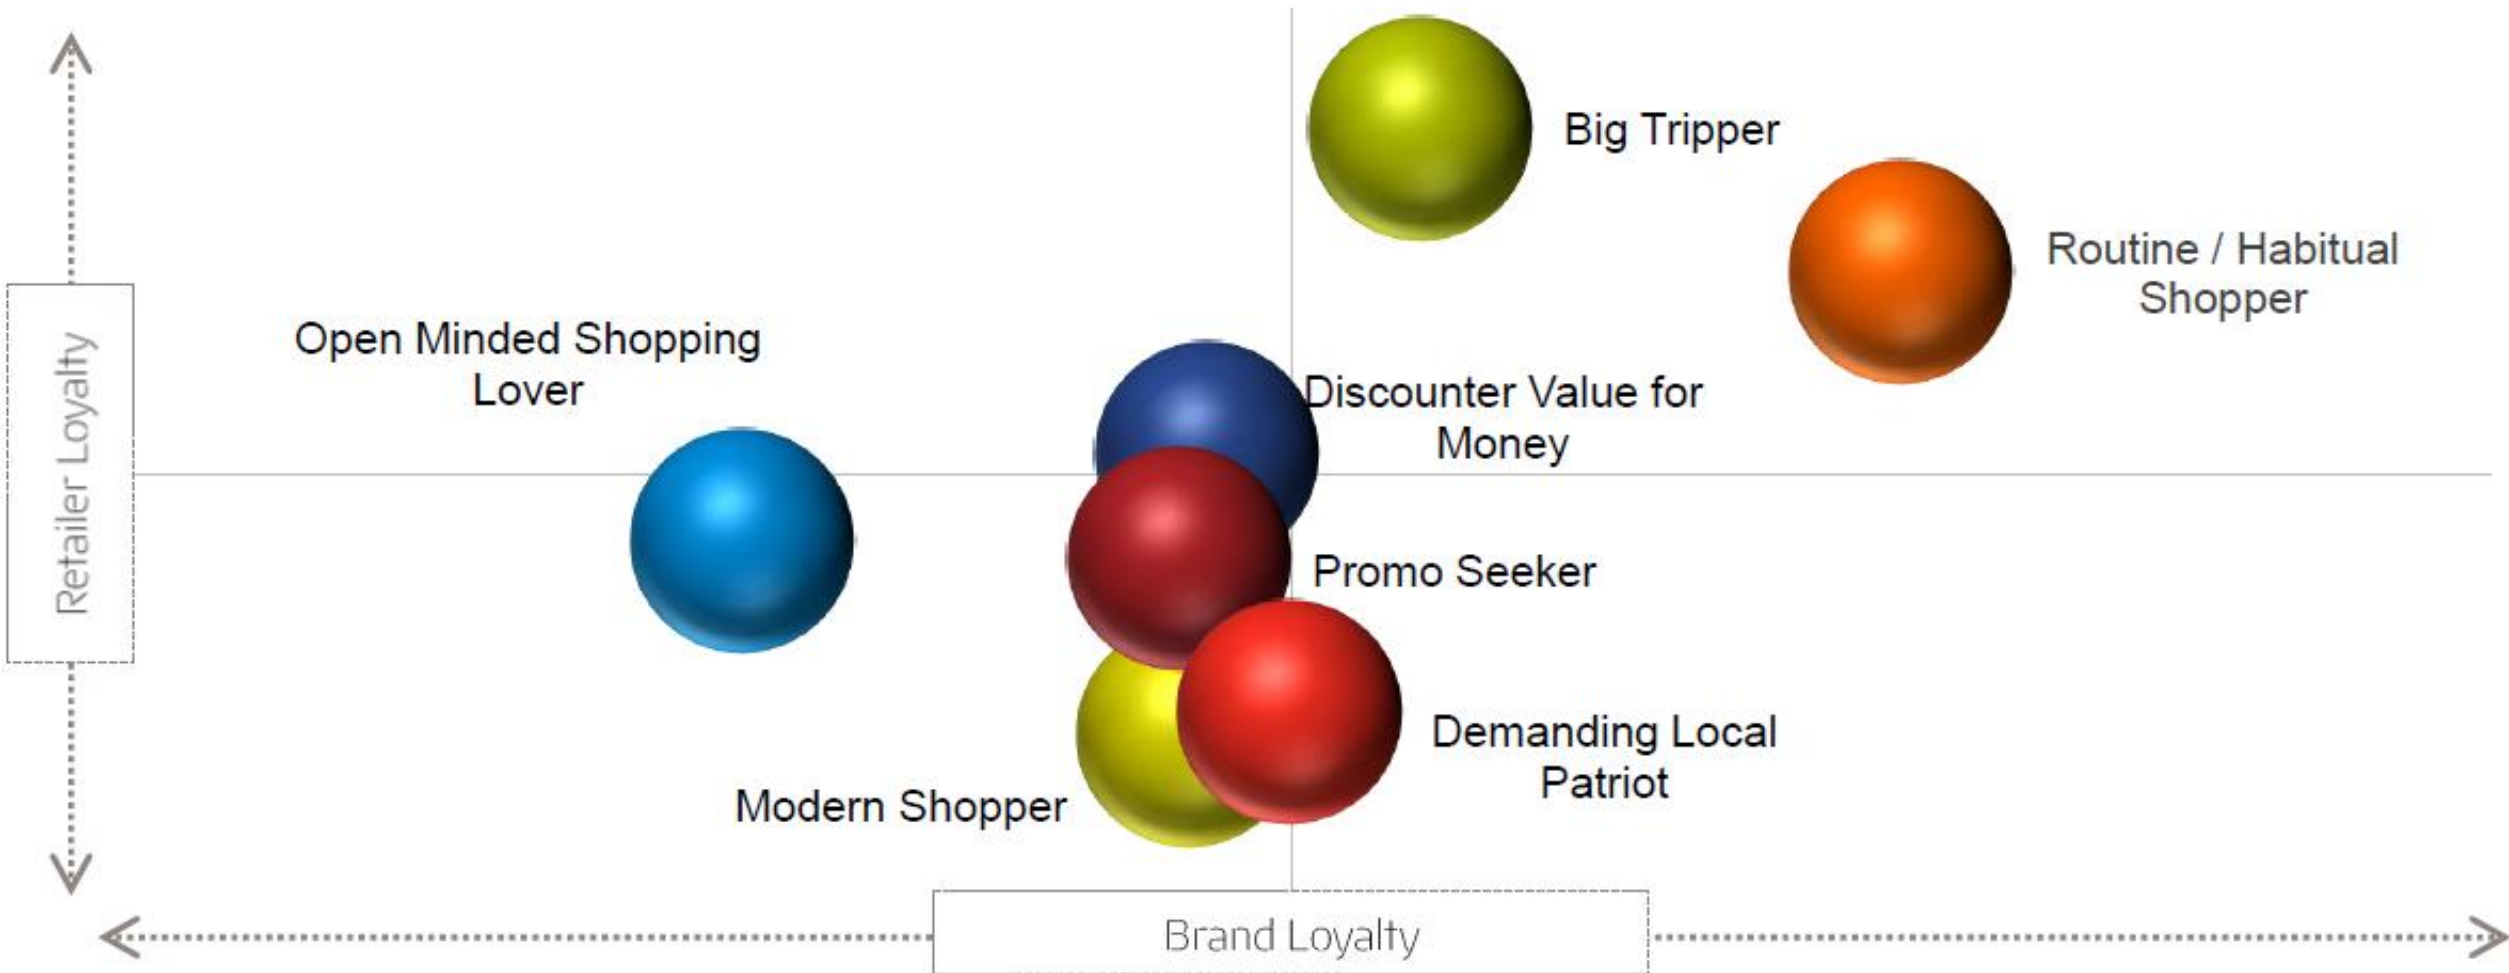 Big Tripper
Routine / Habitual
Shopper
Open Minded Shopping
Lover
Discounter Value for
Money
Retailer Loyalty
Promo Seeker
Demanding Local
Patriot
Modern Shopper
Brand Loyalty